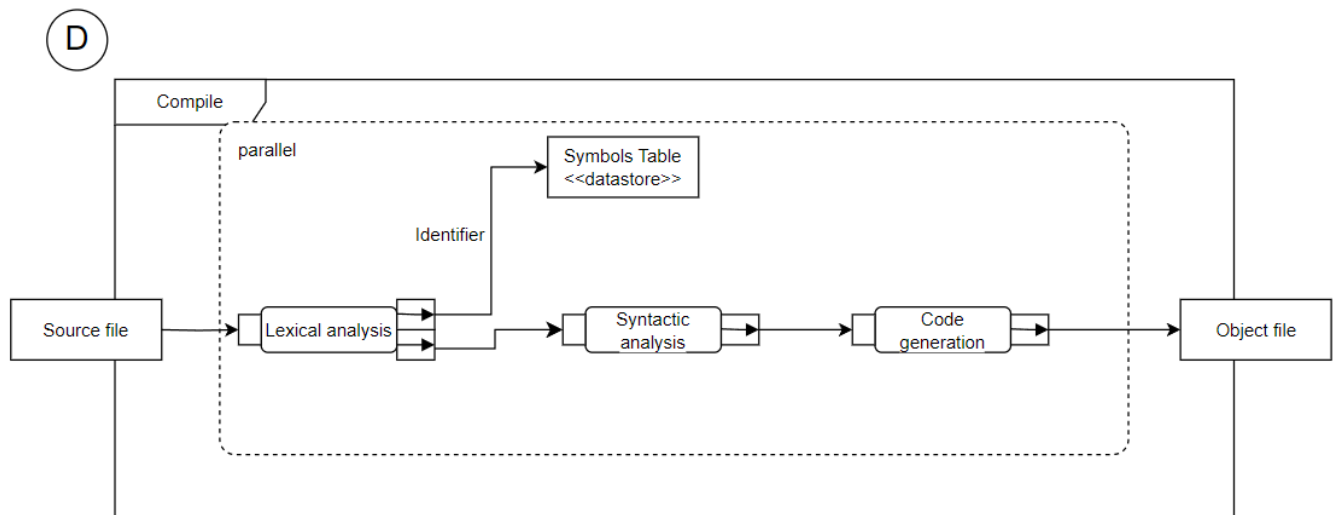 D
Compile
parallel
Symbols Table
<<datastore>>
Identifier
Source file
Lexical analysis
Syntactic
analysis
Code
generation
Object file